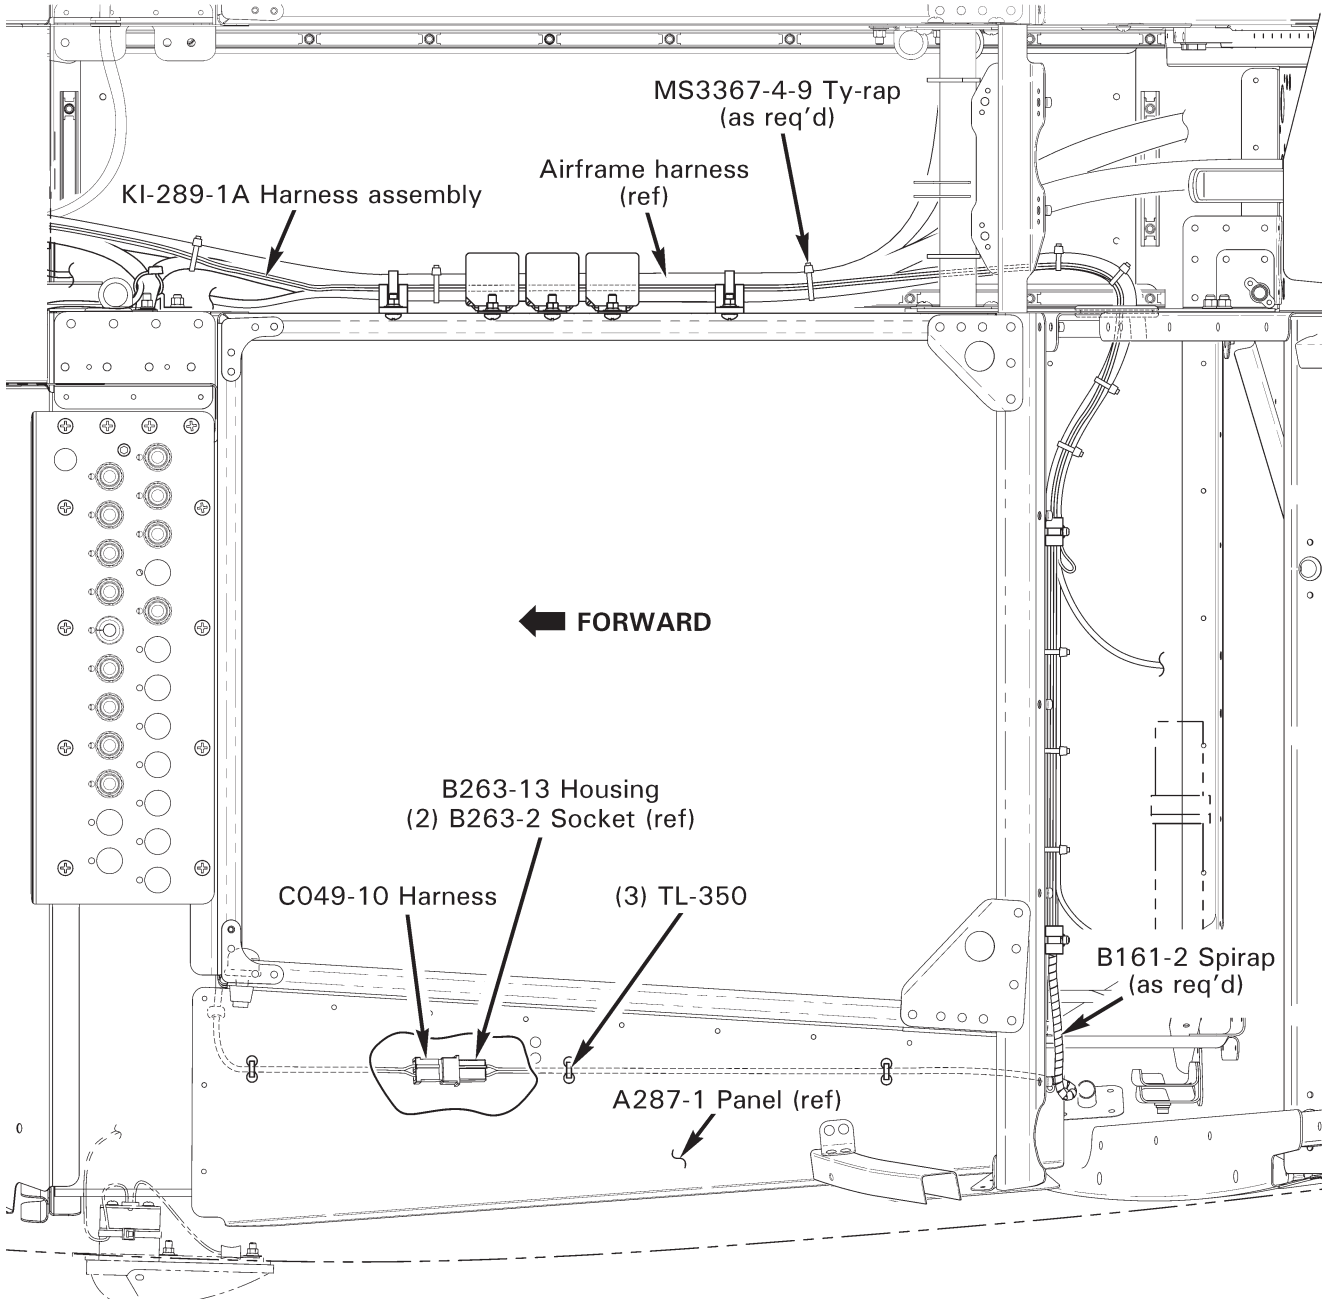 MS3367-4-9 Ty-rap
(as req’d)
Airframe harness
(ref)
KI-289-1A Harness assembly
FORWARD
B263-13 Housing
(2) B263-2 Socket (ref)
C049-10 Harness
(3) TL-350
B161-2 Spirap
(as req’d)
A287-1 Panel (ref)